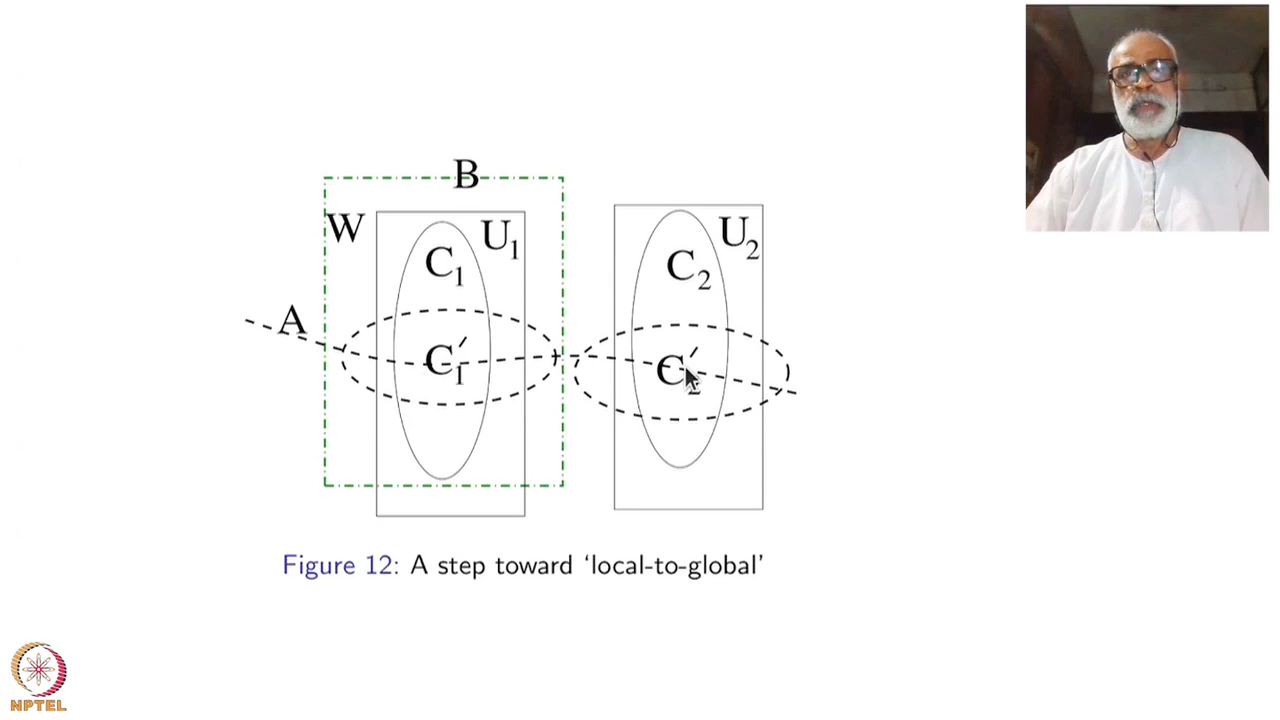 B
W
U₁
U₂
C₁
C₂
A
C₁′
C₂′
Figure 12: A step toward ‘local-to-global’
NPTEL